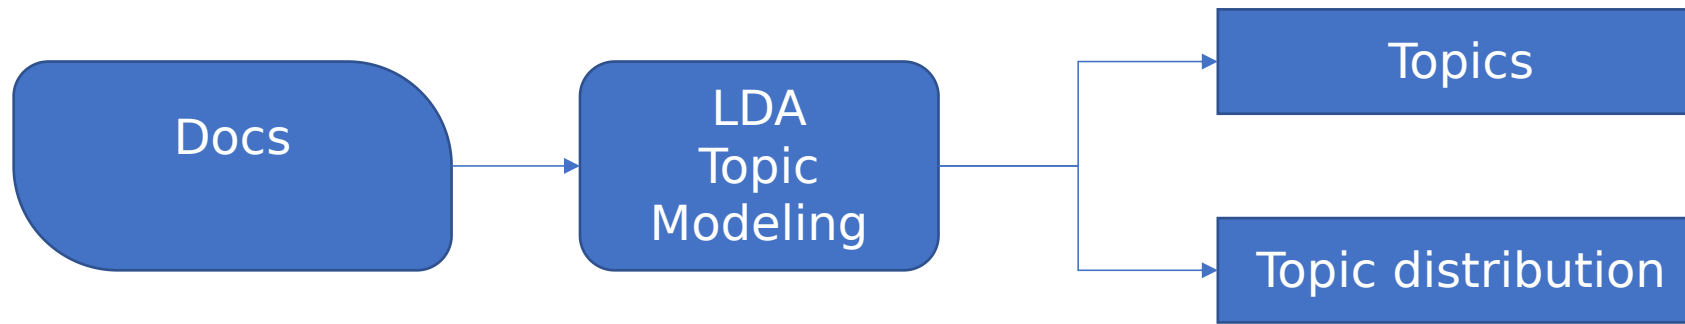 Docs
LDA
Topic
Modeling
Topics
Topic distribution